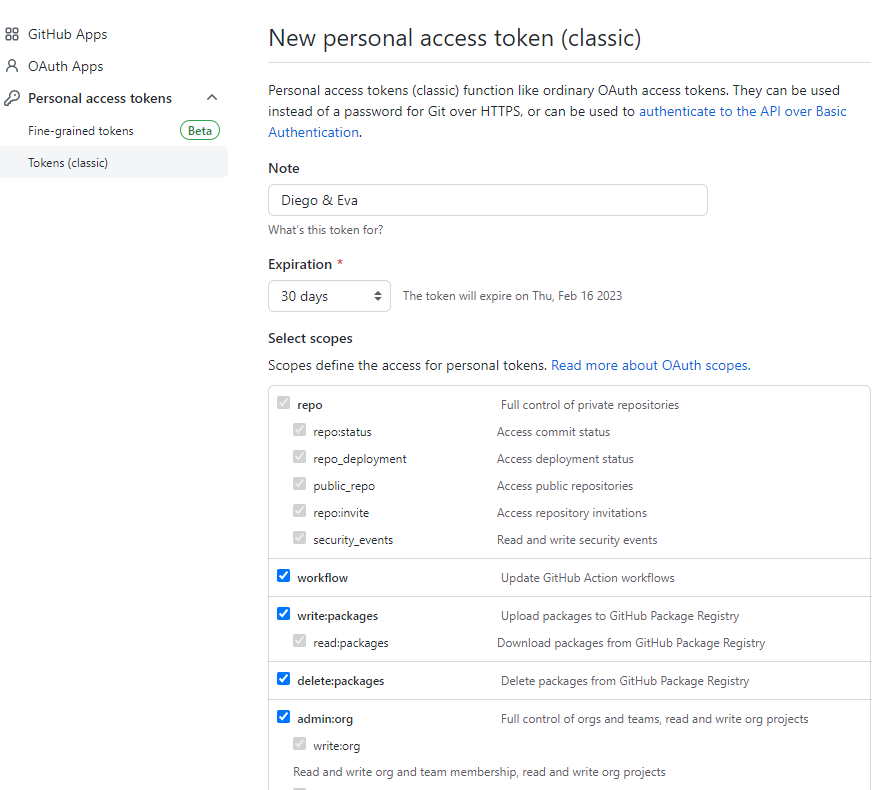 GitHub Apps
OAuth Apps
Personal access tokens
Fine-grained tokens Beta
Tokens (classic)
New personal access token (classic)
Personal access tokens (classic) function like ordinary OAuth access tokens. They can be used
instead of a password for Git over HTTPS, or can be used to authenticate to the API over Basic
Authentication.
Note
Diego & Eva
What's this token for?
Expiration *
30 days The token will expire on Thu, Feb 16 2023
Select scopes
Scopes define the access for personal tokens. Read more about OAuth scopes.
repo Full control of private repositories
repo:status Access commit status
repo_deployment Access deployment status
public_repo Access public repositories
repo:invite Access repository invitations
security_events Read and write security events
workflow Update GitHub Action workflows
write:packages Upload packages to GitHub Package Registry
read:packages Download packages from GitHub Package Registry
delete:packages Delete packages from GitHub Package Registry
admin:org Full control of orgs and teams, read and write org projects
write:org
Read and write org and team membership, read and write org projects